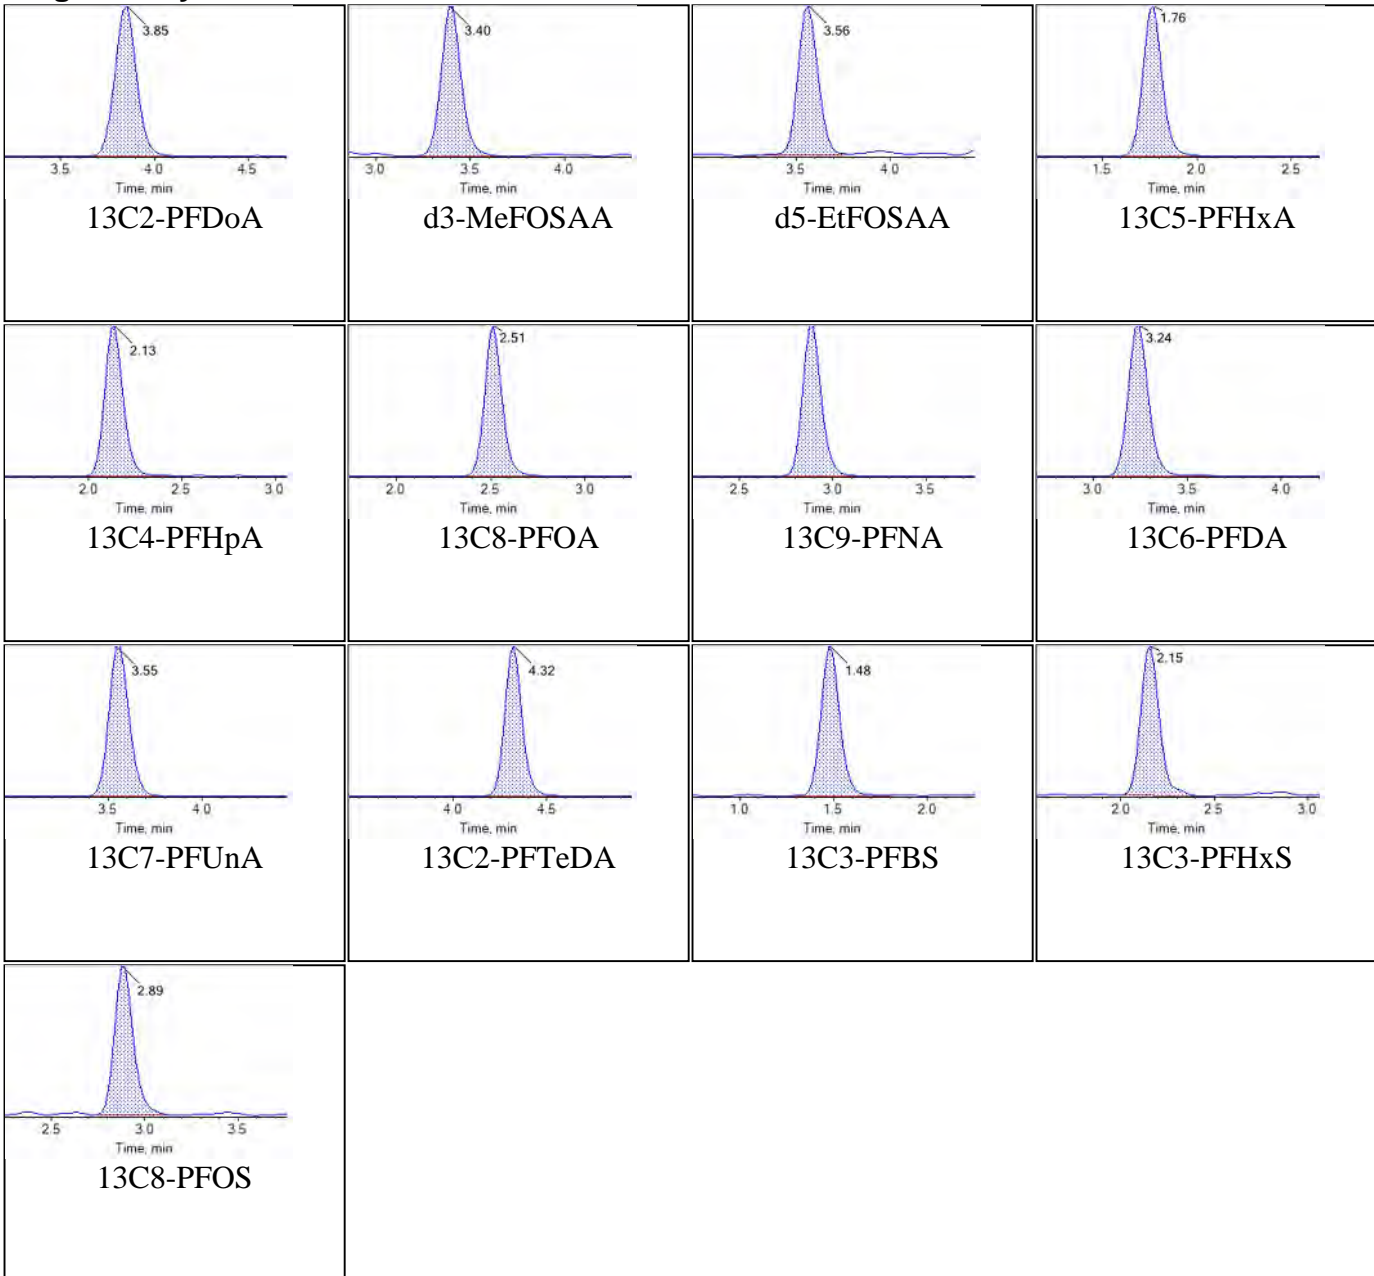 3.85
3.5 4.0 4.5
Time, min
13C2-PFDoA
3.40
3.0 3.5 4.0
Time, min
d3-MeFOSAA
3.56
3.5 4.0
Time, min
d5-EtFOSAA
1.76
1.5 2.0 2.5
Time, min
13C5-PFHxA
2.13
2.0 2.5 3.0
Time, min
13C4-PFHpA
2.51
2.0 2.5 3.0
Time, min
13C8-PFOA
2.5 3.0 3.5
Time, min
13C9-PFNA
3.24
3.0 3.5 4.0
Time, min
13C6-PFDA
3.55
3.5 4.0
Time, min
13C7-PFUnA
4.32
4.0 4.5
Time, min
13C2-PFTeDA
1.48
1.0 1.5 2.0
Time, min
13C3-PFBS
2.15
2.0 2.5 3.0
Time, min
13C3-PFHxS
2.89
2.5 3.0 3.5
Time, min
13C8-PFOS